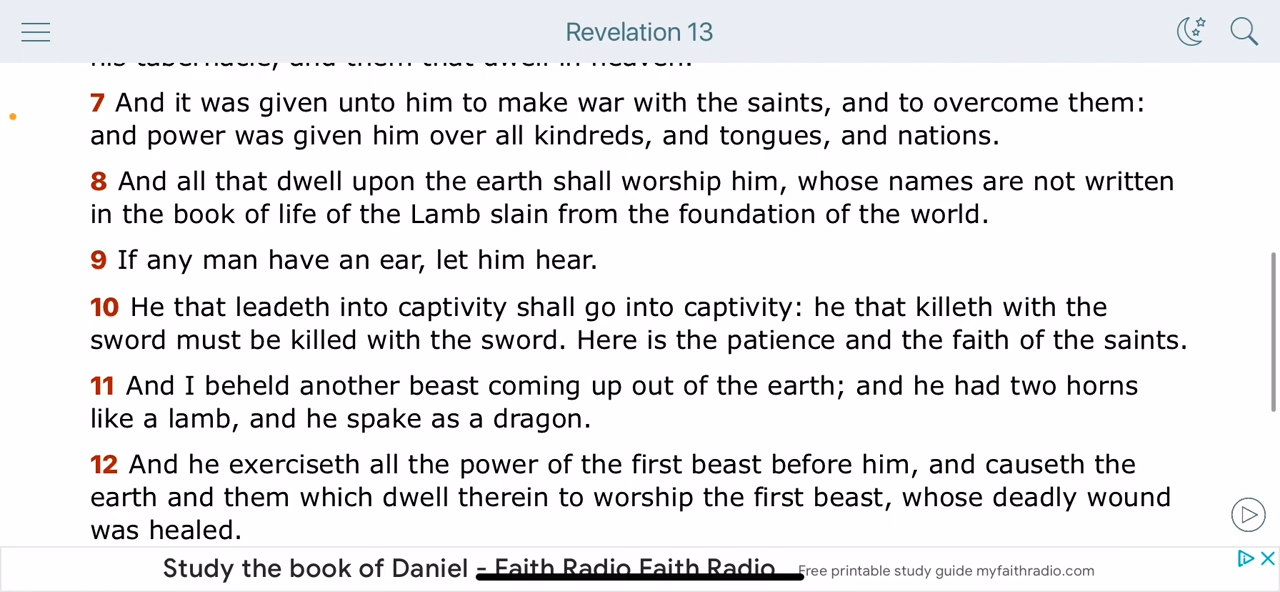 Revelation 13
his tabernacle, and them that dwell in heaven.
7 And it was given unto him to make war with the saints, and to overcome them:
and power was given him over all kindreds, and tongues, and nations.
8 And all that dwell upon the earth shall worship him, whose names are not written
in the book of life of the Lamb slain from the foundation of the world.
9 If any man have an ear, let him hear.
10 He that leadeth into captivity shall go into captivity: he that killeth with the
sword must be killed with the sword. Here is the patience and the faith of the saints.
11 And I beheld another beast coming up out of the earth; and he had two horns
like a lamb, and he spake as a dragon.
12 And he exerciseth all the power of the first beast before him, and causeth the
earth and them which dwell therein to worship the first beast, whose deadly wound
was healed.
Study the book of Daniel - Faith Radio Faith Radio Free printable study guide myfaithradio.com